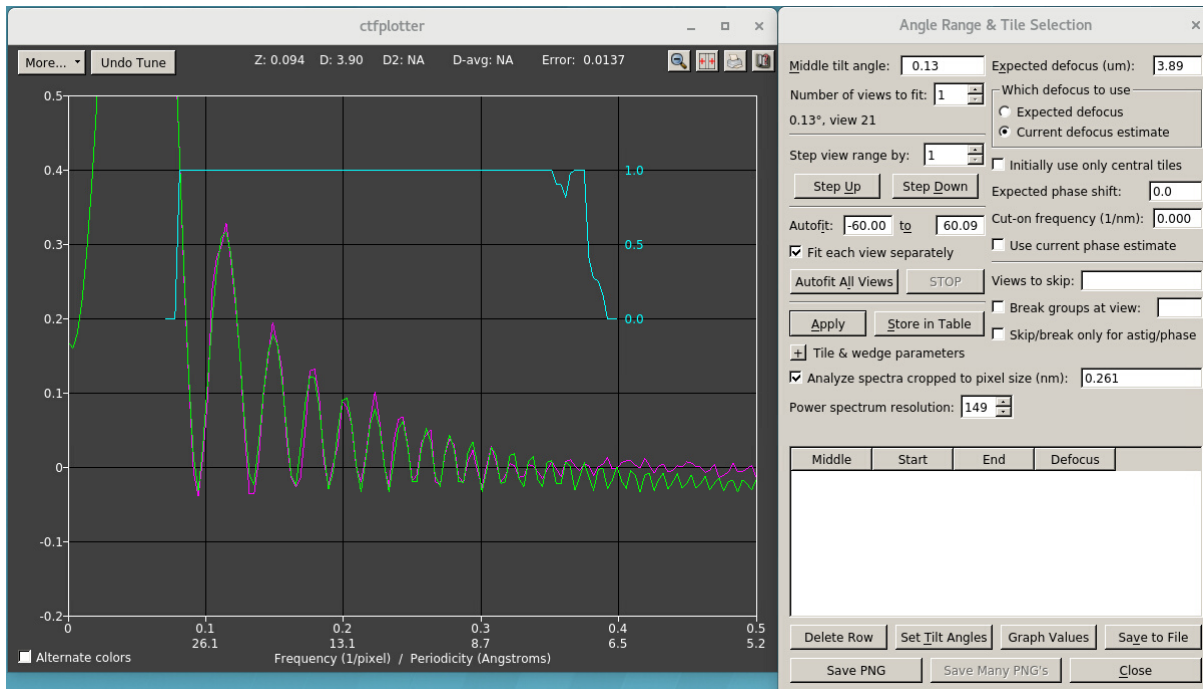 ctfplotter
More...
Undo Tune
Z: 0.094 D: 3.90 D2: NA D-avg: NA Error: 0.0137
0.5
0.4
0.3
0.2
0.1
0
-0.1
-0.2
1.0
0.5
0.0
0 0.1 0.2 0.3 0.4 0.5
26.1 13.1 8.7 6.5 5.2
Alternate colors
Frequency (1/pixel) / Periodicity (Angstroms)
Angle Range & Tile Selection
Middle tilt angle: 0.13
Number of views to fit: 1
0.13°, view 21
Step view range by: 1
Step Up Step Down
Autofit: -60.00 to 60.09
Fit each view separately
Autofit All Views STOP
Apply Store in Table
+ Tile & wedge parameters
Expected defocus (um): 3.89
Which defocus to use
Expected defocus
Current defocus estimate
Initially use only central tiles
Expected phase shift: 0.0
Cut-on frequency (1/nm): 0.000
Use current phase estimate
Views to skip:
Break groups at view:
Skip/break only for astig/phase
Analyze spectra cropped to pixel size (nm): 0.261
Power spectrum resolution: 149
Middle Start End Defocus
Delete Row Set Tilt Angles Graph Values Save to File
Save PNG Save Many PNG's Close